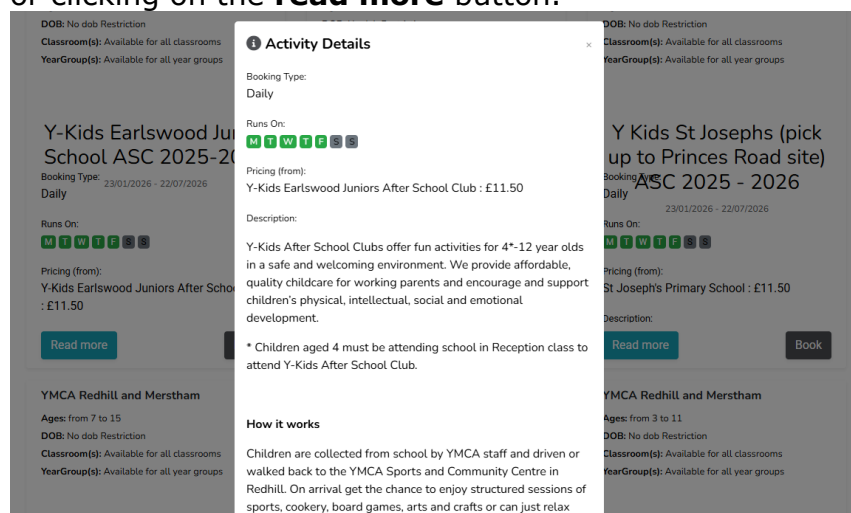 or clicking on the read more button.
DOB: No dob Restriction
Classroom(s): Available for all classrooms
YearGroup(s): Available for all year groups
Y-Kids Earlswood Ju
School ASC 2025-2
Booking Type:
23/01/2026 - 22/07/2026
Daily
Runs On:
M T W T F S S
Pricing (from):
Y-Kids Earlswood Juniors After Scho
: £11.50
Read more
YMCA Redhill and Merstham
Ages: from 7 to 15
DOB: No dob Restriction
Classroom(s): Available for all classrooms
YearGroup(s): Available for all year groups
Activity Details
×
Booking Type:
Daily
Runs On:
M T W T F S S
Pricing (from):
Y-Kids Earlswood Juniors After School Club : £11.50
Description:
Y-Kids After School Clubs offer fun activities for 4*-12 year olds
in a safe and welcoming environment. We provide affordable,
quality childcare for working parents and encourage and support
children's physical, intellectual, social and emotional
development.
* Children aged 4 must be attending school in Reception class to
attend Y-Kids After School Club.
How it works
Children are collected from school by YMCA staff and driven or
walked back to the YMCA Sports and Community Centre in
Redhill. On arrival get the chance to enjoy structured sessions of
sports, cookery, board games, arts and crafts or can just relax
DOB: No dob Restriction
Classroom(s): Available for all classrooms
YearGroup(s): Available for all year groups
Y Kids St Josephs (pick
up to Princes Road site)
ASC 2025 - 2026
Booking Type:
Daily
23/01/2026 - 22/07/2026
Runs On:
M T W T F S S
Pricing (from):
St Joseph's Primary School : £11.50
Description:
Read more
Book
YMCA Redhill and Merstham
Ages: from 3 to 11
DOB: No dob Restriction
Classroom(s): Available for all classrooms
YearGroup(s): Available for all year groups